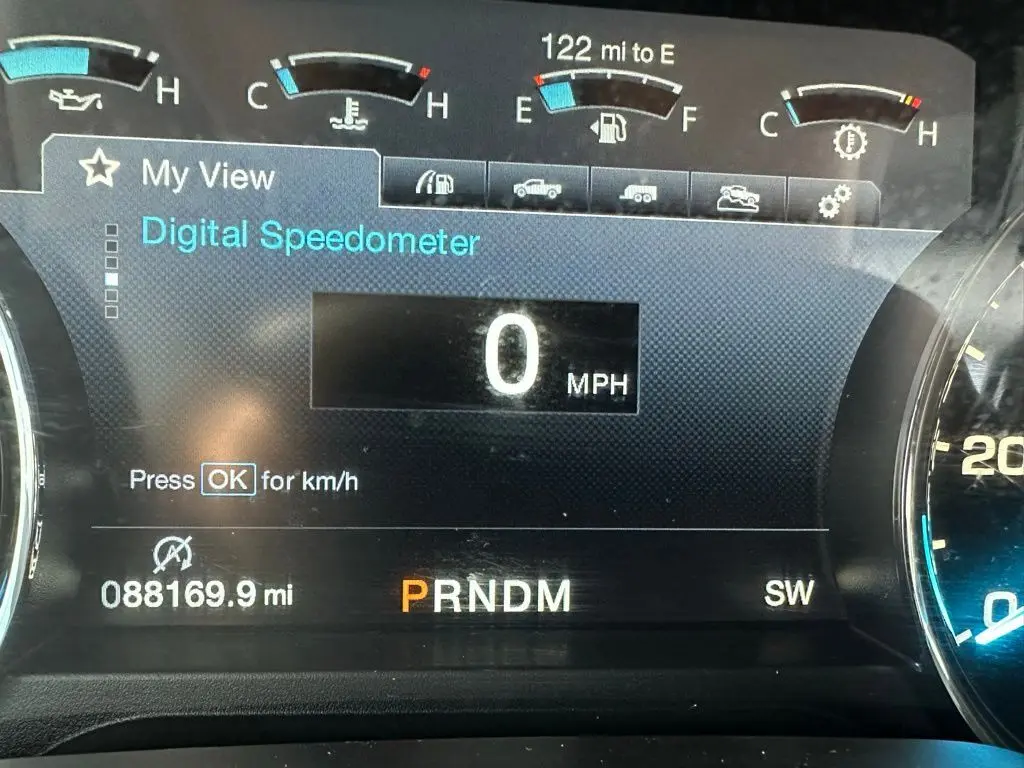 122 mi to E
H
C H
E F
C H
My View
Digital Speedometer
0 MPH
Press OK for km/h
A
088169.9 mi PRNDM SW
20
0